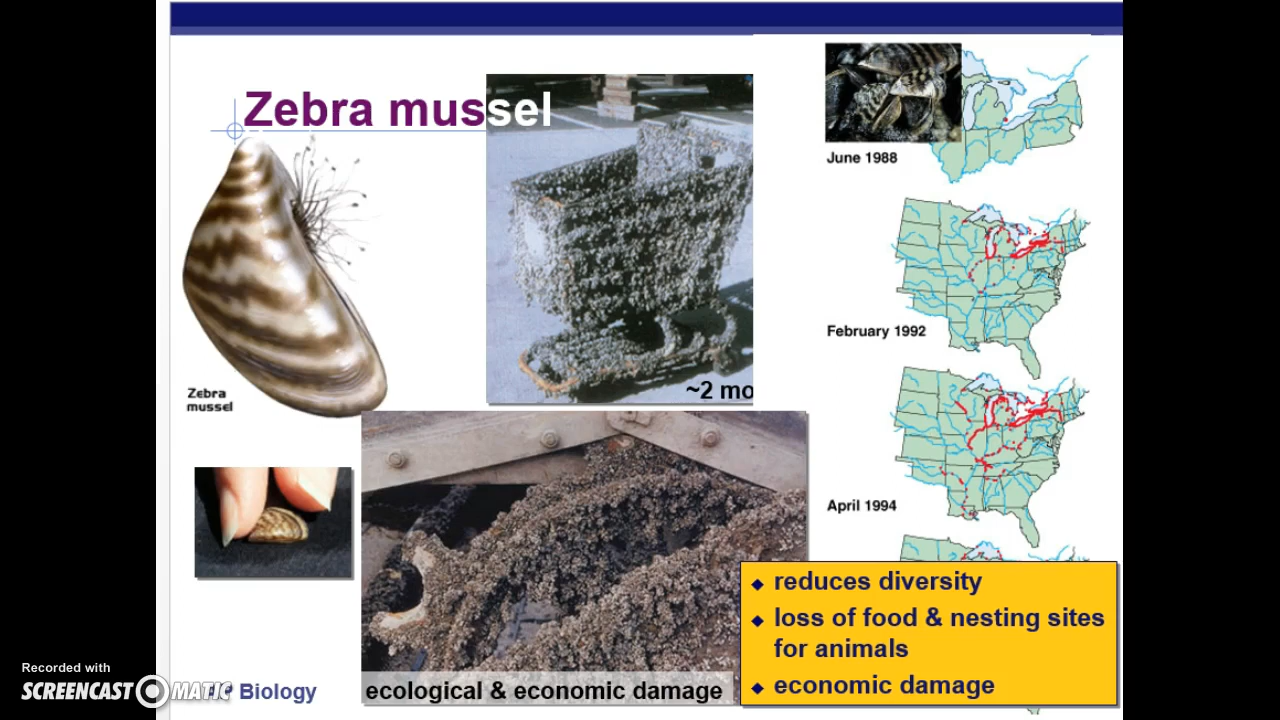 Zebra mussel
June 1988
February 1992
Zebra
mussel
~2 mo
April 1994
reduces diversity
loss of food & nesting sites
for animals
economic damage
ecological & economic damage
Recorded with
SCREENCAST MATIC
Biology